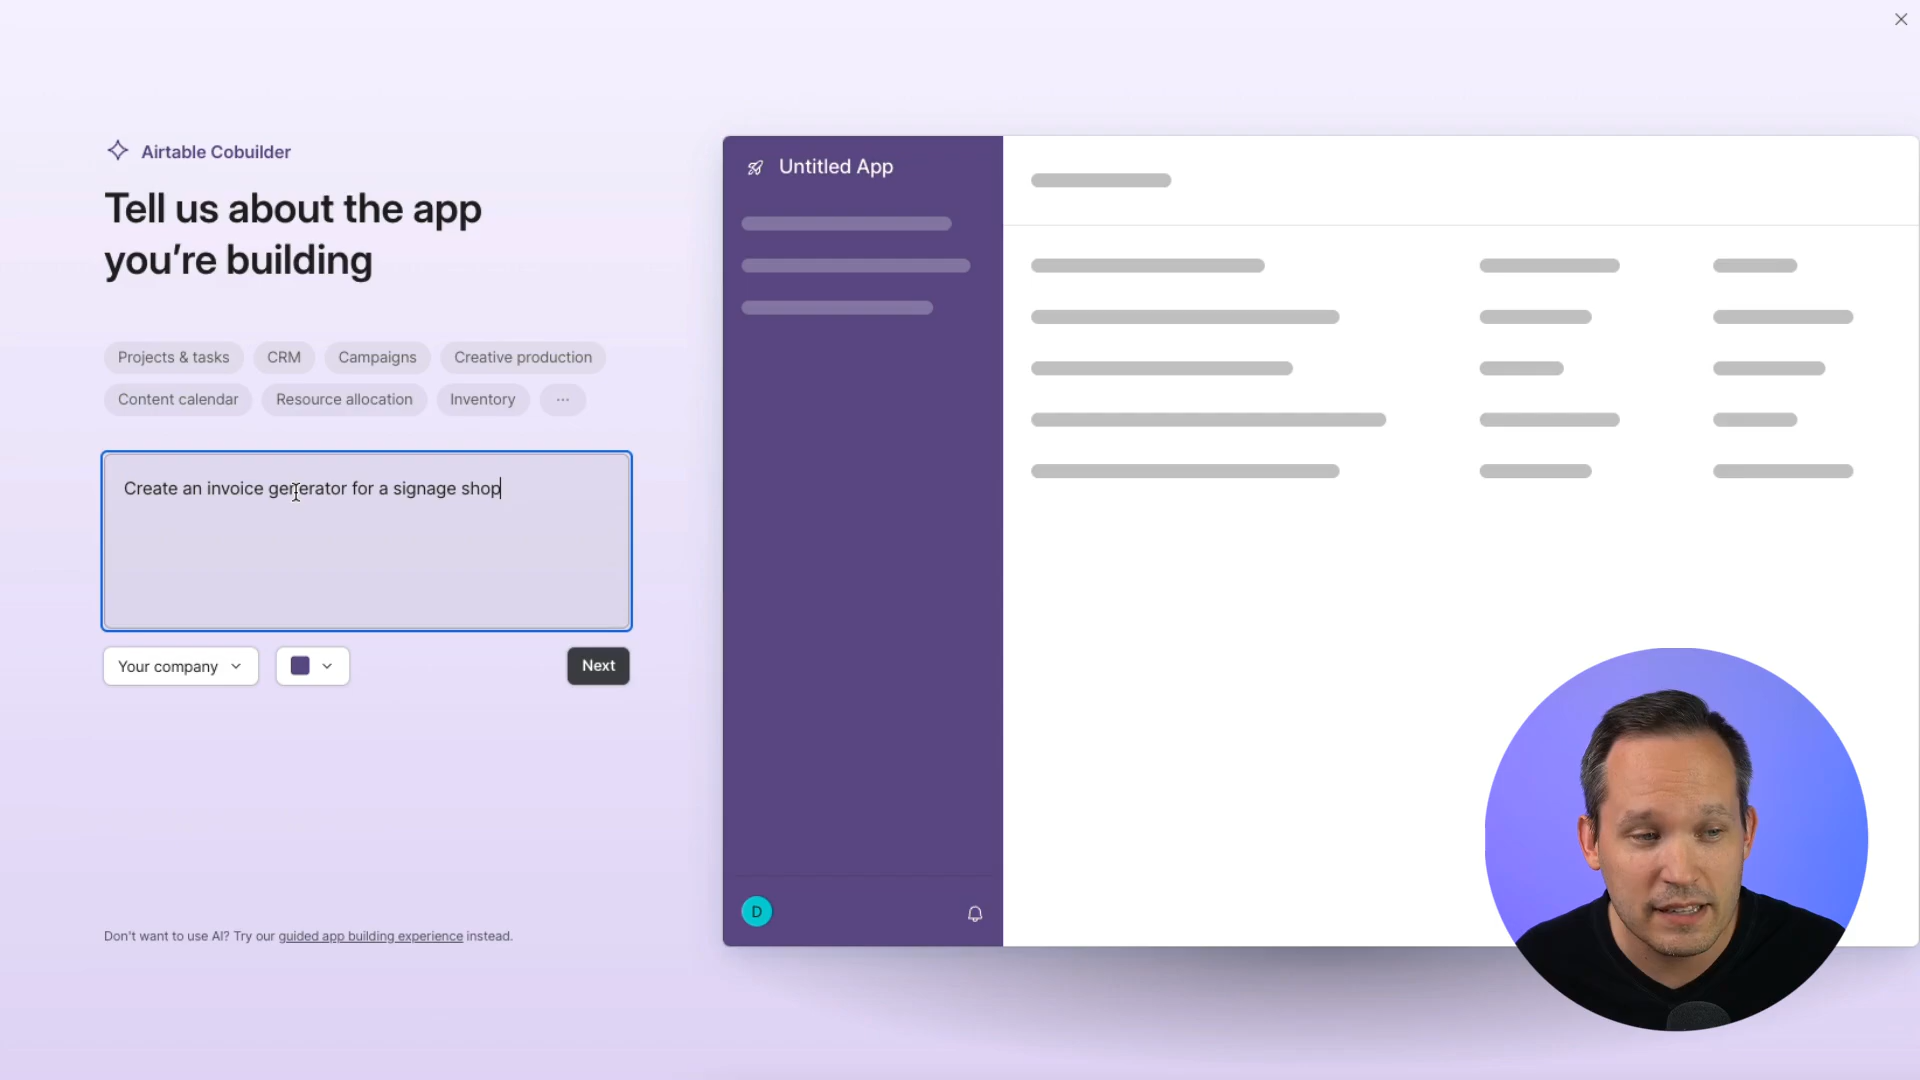 Airtable Cobuilder
Tell us about the app
you’re building
Projects & tasks
CRM
Campaigns
Creative production
Content calendar
Resource allocation
Inventory
...
Create an invoice generator for a signage shop
Your company
Next
Don't want to use AI? Try our guided app building experience instead.
Untitled App
D